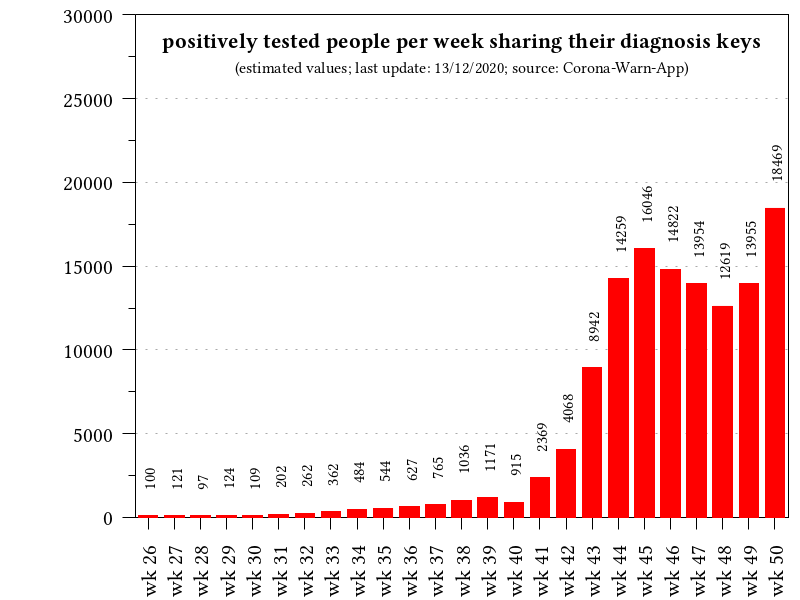 positively tested people per week sharing their diagnosis keys
(estimated values; last update: 13/12/2020; source: Corona-Warn-App)
30000
25000
20000
15000
10000
5000
0
100
121
97
124
109
202
262
362
484
544
627
765
1036
1171
915
2369
4068
8942
14259
16046
14822
13954
12619
13955
18469
wk 26
wk 27
wk 28
wk 29
wk 30
wk 31
wk 32
wk 33
wk 34
wk 35
wk 36
wk 37
wk 38
wk 39
wk 40
wk 41
wk 42
wk 43
wk 44
wk 45
wk 46
wk 47
wk 48
wk 49
wk 50